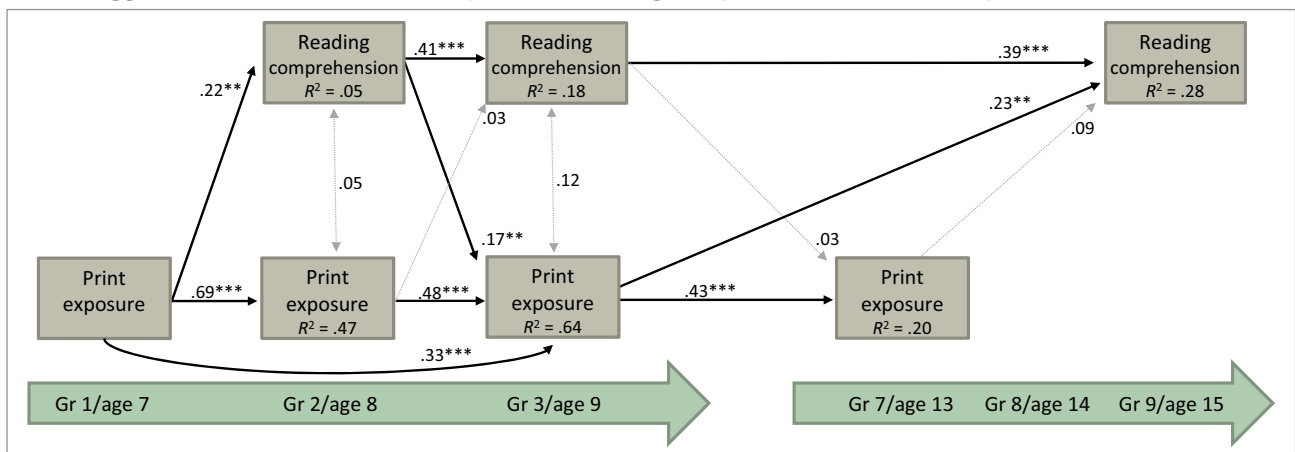 Reading
comprehension
R² = .05
Reading
comprehension
R² = .18
Reading
comprehension
R² = .28
.41***
.39***
.22**
.03
.23**
.09
.05
.12
.17**
.03
Print
exposure
Print
exposure
R² = .47
Print
exposure
R² = .64
Print
exposure
R² = .20
.69***
.48***
.43***
.33***
Gr 1/age 7
Gr 2/age 8
Gr 3/age 9
Gr 7/age 13
Gr 8/age 14
Gr 9/age 15